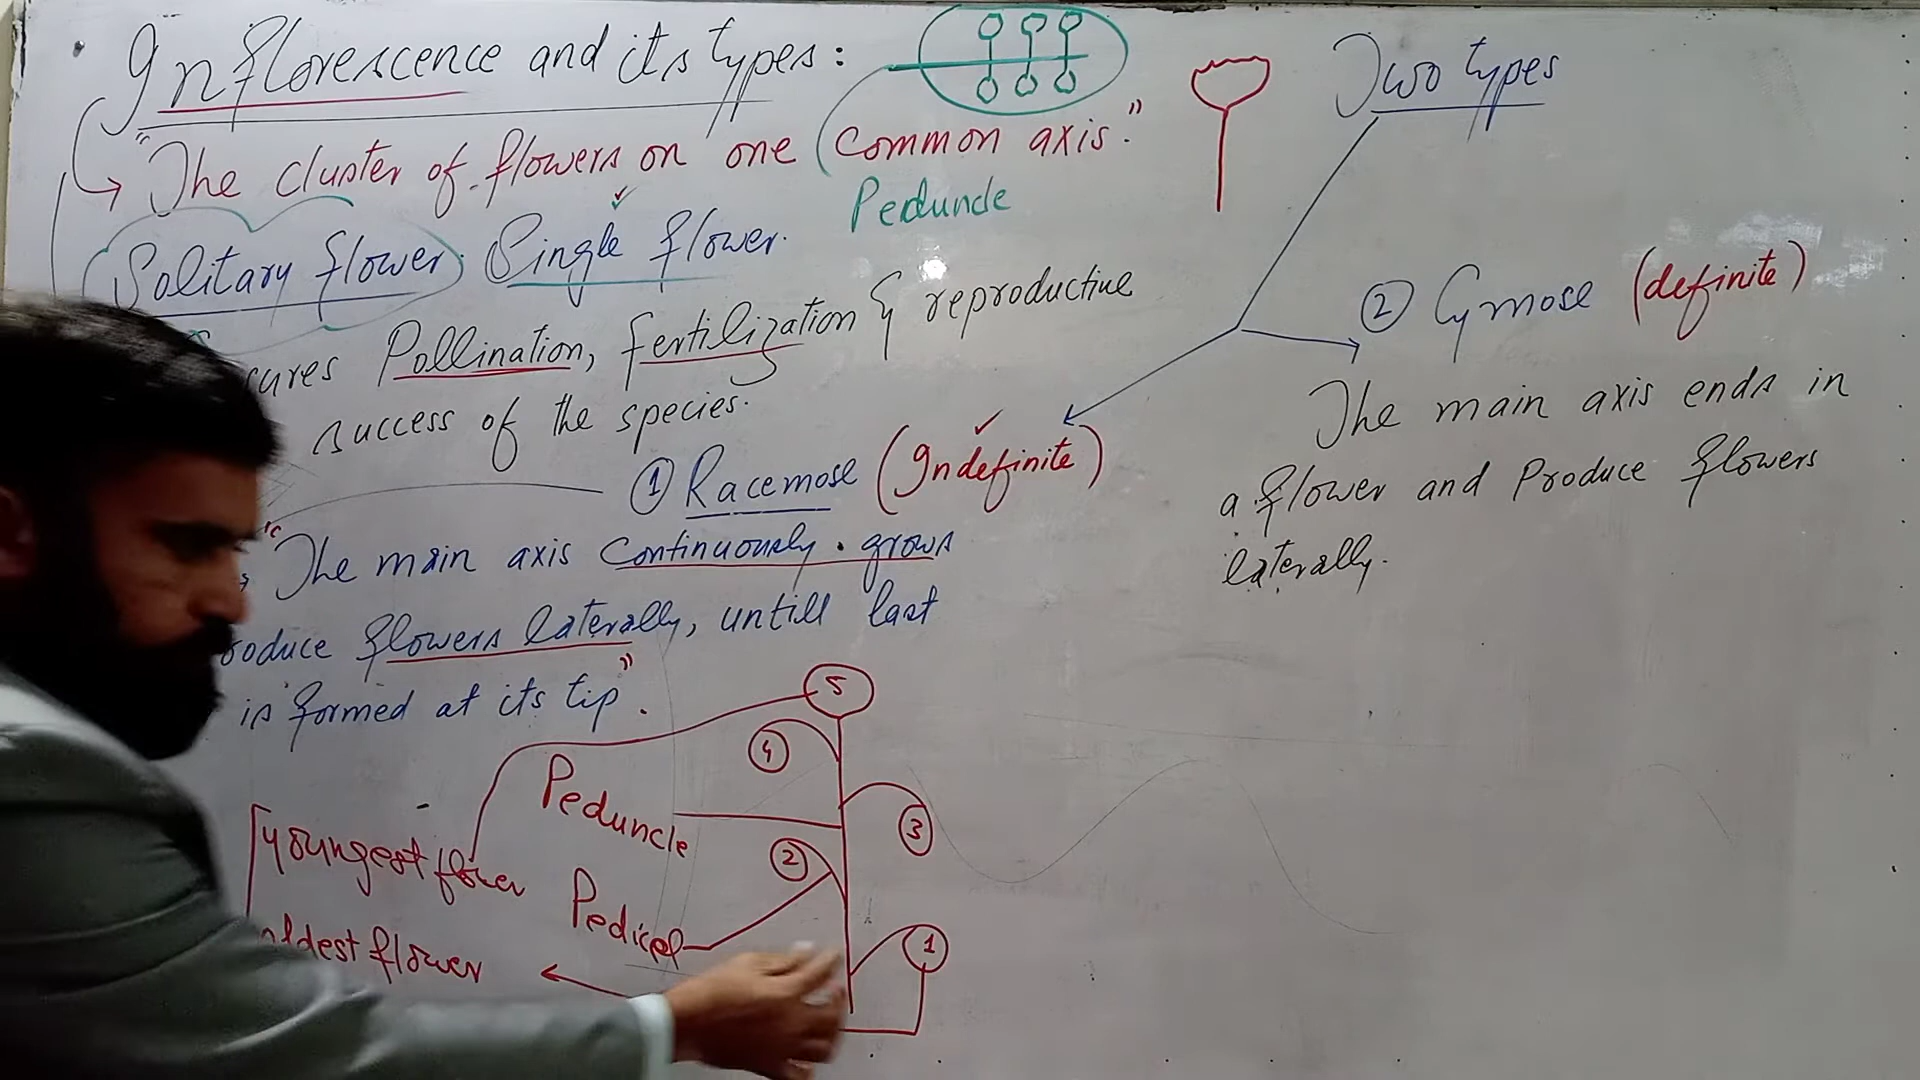 Inflorescence and its types:
"The cluster of flowers on one common axis."
Peduncle
Solitary flower. Single flower.
Pollination, fertilization & reproductive
success of the species.
Two types
① Racemose (Indefinite)
"The main axis continuously grows
flowers laterally, untill last
is formed at its tip".
② Cymose (definite)
The main axis ends in
a flower and Produce flowers
laterally.
5
4
3
2
1
Peduncle
Pedicel
youngest flower
oldest flower